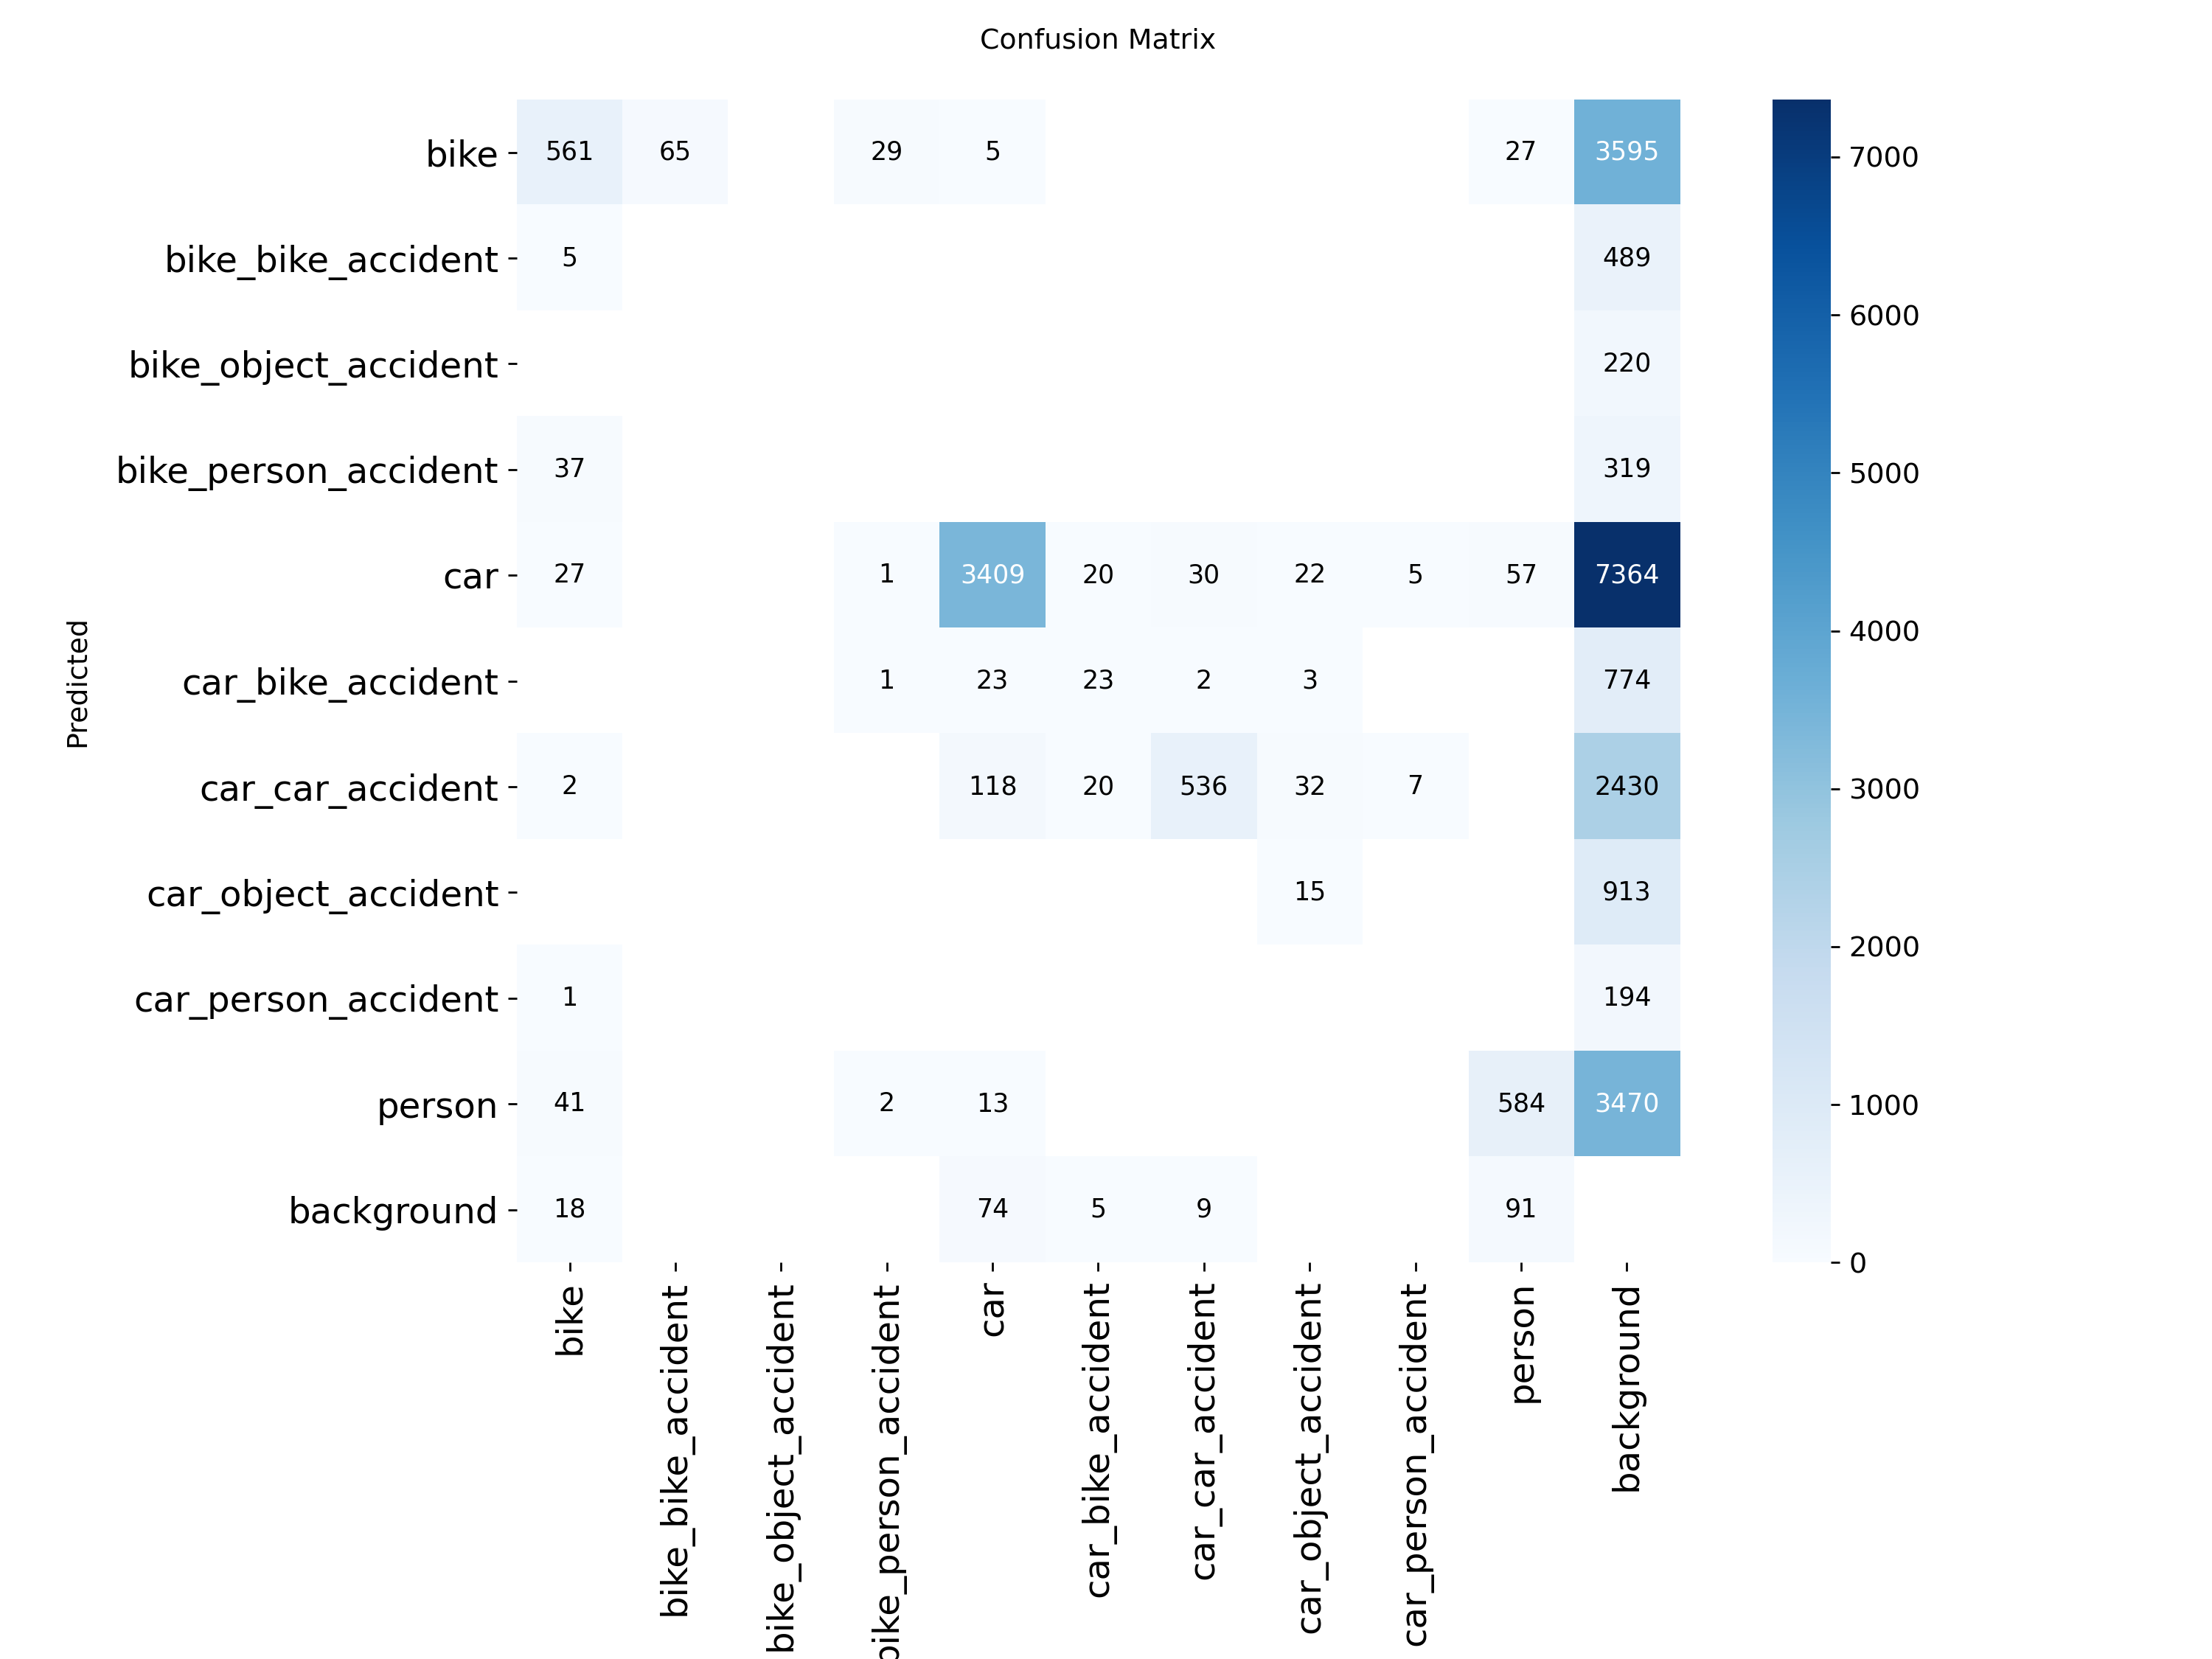 Confusion Matrix
bike 561 65 29 5 27 3595
bike_bike_accident 5 489
bike_object_accident 220
bike_person_accident 37 319
car 27 1 3409 20 30 22 5 57 7364
car_bike_accident 1 23 23 2 3 774
car_car_accident 2 118 20 536 32 7 2430
car_object_accident 15 913
car_person_accident 1 194
person 41 2 13 584 3470
background 18 74 5 9 91
Predicted
bike
bike_bike_accident
bike_object_accident
bike_person_accident
car
car_bike_accident
car_car_accident
car_object_accident
car_person_accident
person
background
7000
6000
5000
4000
3000
2000
1000
0